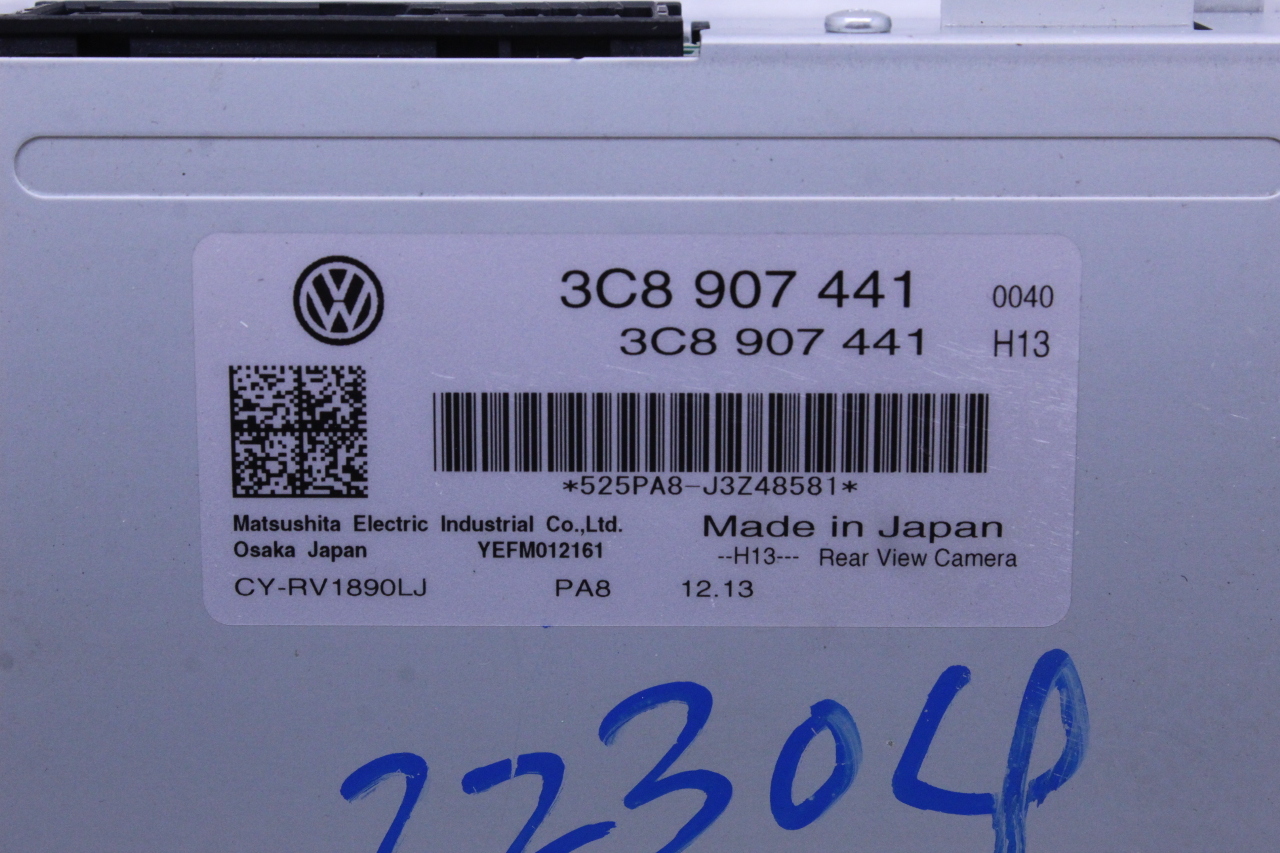 3C8 907 441 0040
3C8 907 441 H13
*525PA8-J3Z48581*
Matsushita Electric Industrial Co.,Ltd. Made in Japan
Osaka Japan YEFM012161 --H13--- Rear View Camera
CY-RV1890LJ PA8 12.13